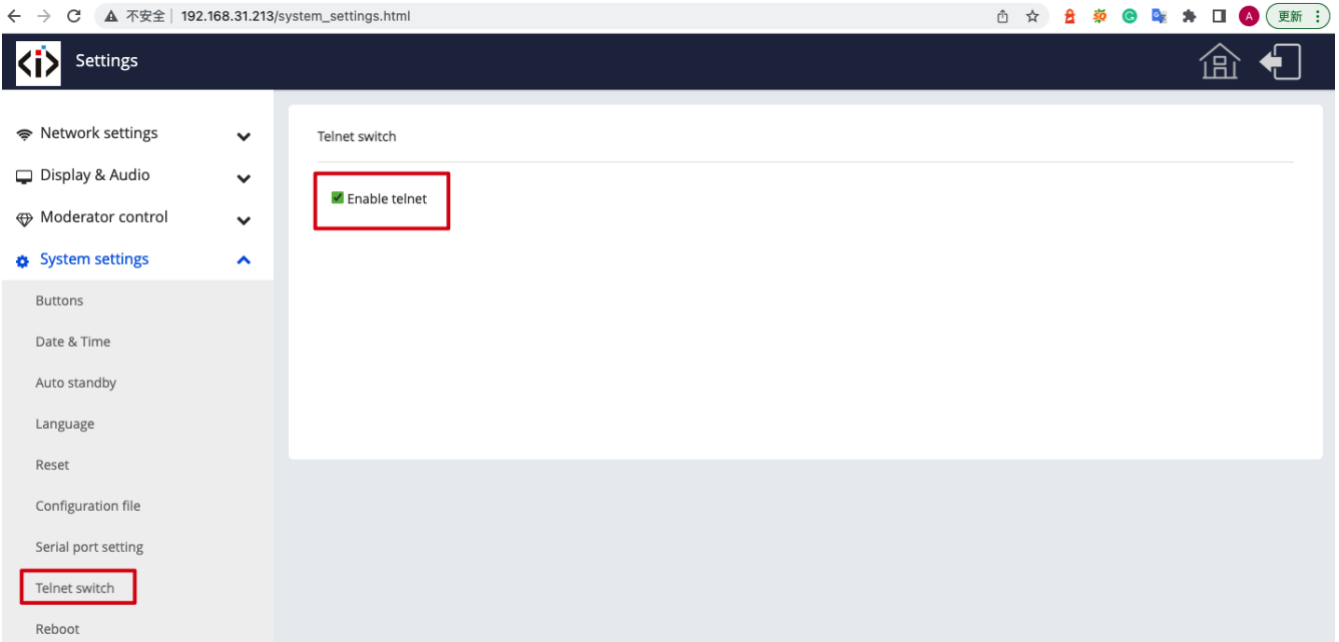 不安全 192.168.31.213/system_settings.html 更新
<i> Settings
A
Network settings
Display & Audio
Moderator control
System settings
Buttons
Date & Time
Auto standby
Language
Reset
Configuration file
Serial port setting
Telnet switch
Reboot
Telnet switch
Enable telnet